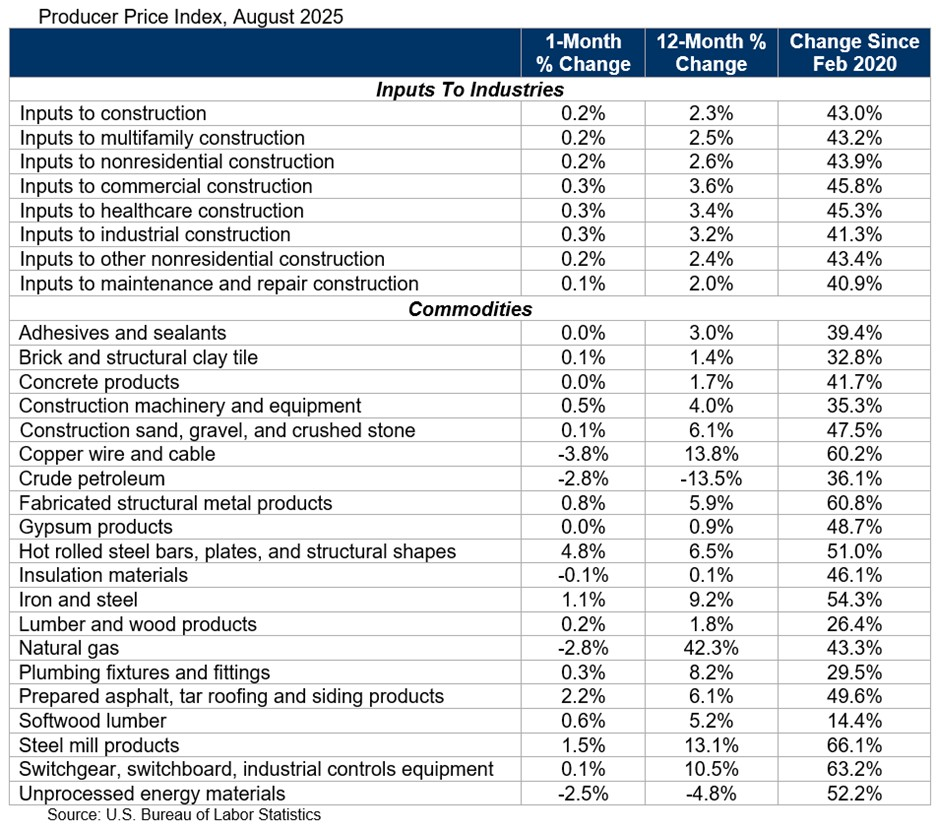 Producer Price Index, August 2025
1-Month % Change 12-Month % Change Change Since Feb 2020
Inputs To Industries
Inputs to construction 0.2% 2.3% 43.0%
Inputs to multifamily construction 0.2% 2.5% 43.2%
Inputs to nonresidential construction 0.2% 2.6% 43.9%
Inputs to commercial construction 0.3% 3.6% 45.8%
Inputs to healthcare construction 0.3% 3.4% 45.3%
Inputs to industrial construction 0.3% 3.2% 41.3%
Inputs to other nonresidential construction 0.2% 2.4% 43.4%
Inputs to maintenance and repair construction 0.1% 2.0% 40.9%
Commodities
Adhesives and sealants 0.0% 3.0% 39.4%
Brick and structural clay tile 0.1% 1.4% 32.8%
Concrete products 0.0% 1.7% 41.7%
Construction machinery and equipment 0.5% 4.0% 35.3%
Construction sand, gravel, and crushed stone 0.1% 6.1% 47.5%
Copper wire and cable -3.8% 13.8% 60.2%
Crude petroleum -2.8% -13.5% 36.1%
Fabricated structural metal products 0.8% 5.9% 60.8%
Gypsum products 0.0% 0.9% 48.7%
Hot rolled steel bars, plates, and structural shapes 4.8% 6.5% 51.0%
Insulation materials -0.1% 0.1% 46.1%
Iron and steel 1.1% 9.2% 54.3%
Lumber and wood products 0.2% 1.8% 26.4%
Natural gas -2.8% 42.3% 43.3%
Plumbing fixtures and fittings 0.3% 8.2% 29.5%
Prepared asphalt, tar roofing and siding products 2.2% 6.1% 49.6%
Softwood lumber 0.6% 5.2% 14.4%
Steel mill products 1.5% 13.1% 66.1%
Switchgear, switchboard, industrial controls equipment 0.1% 10.5% 63.2%
Unprocessed energy materials -2.5% -4.8% 52.2%
Source: U.S. Bureau of Labor Statistics